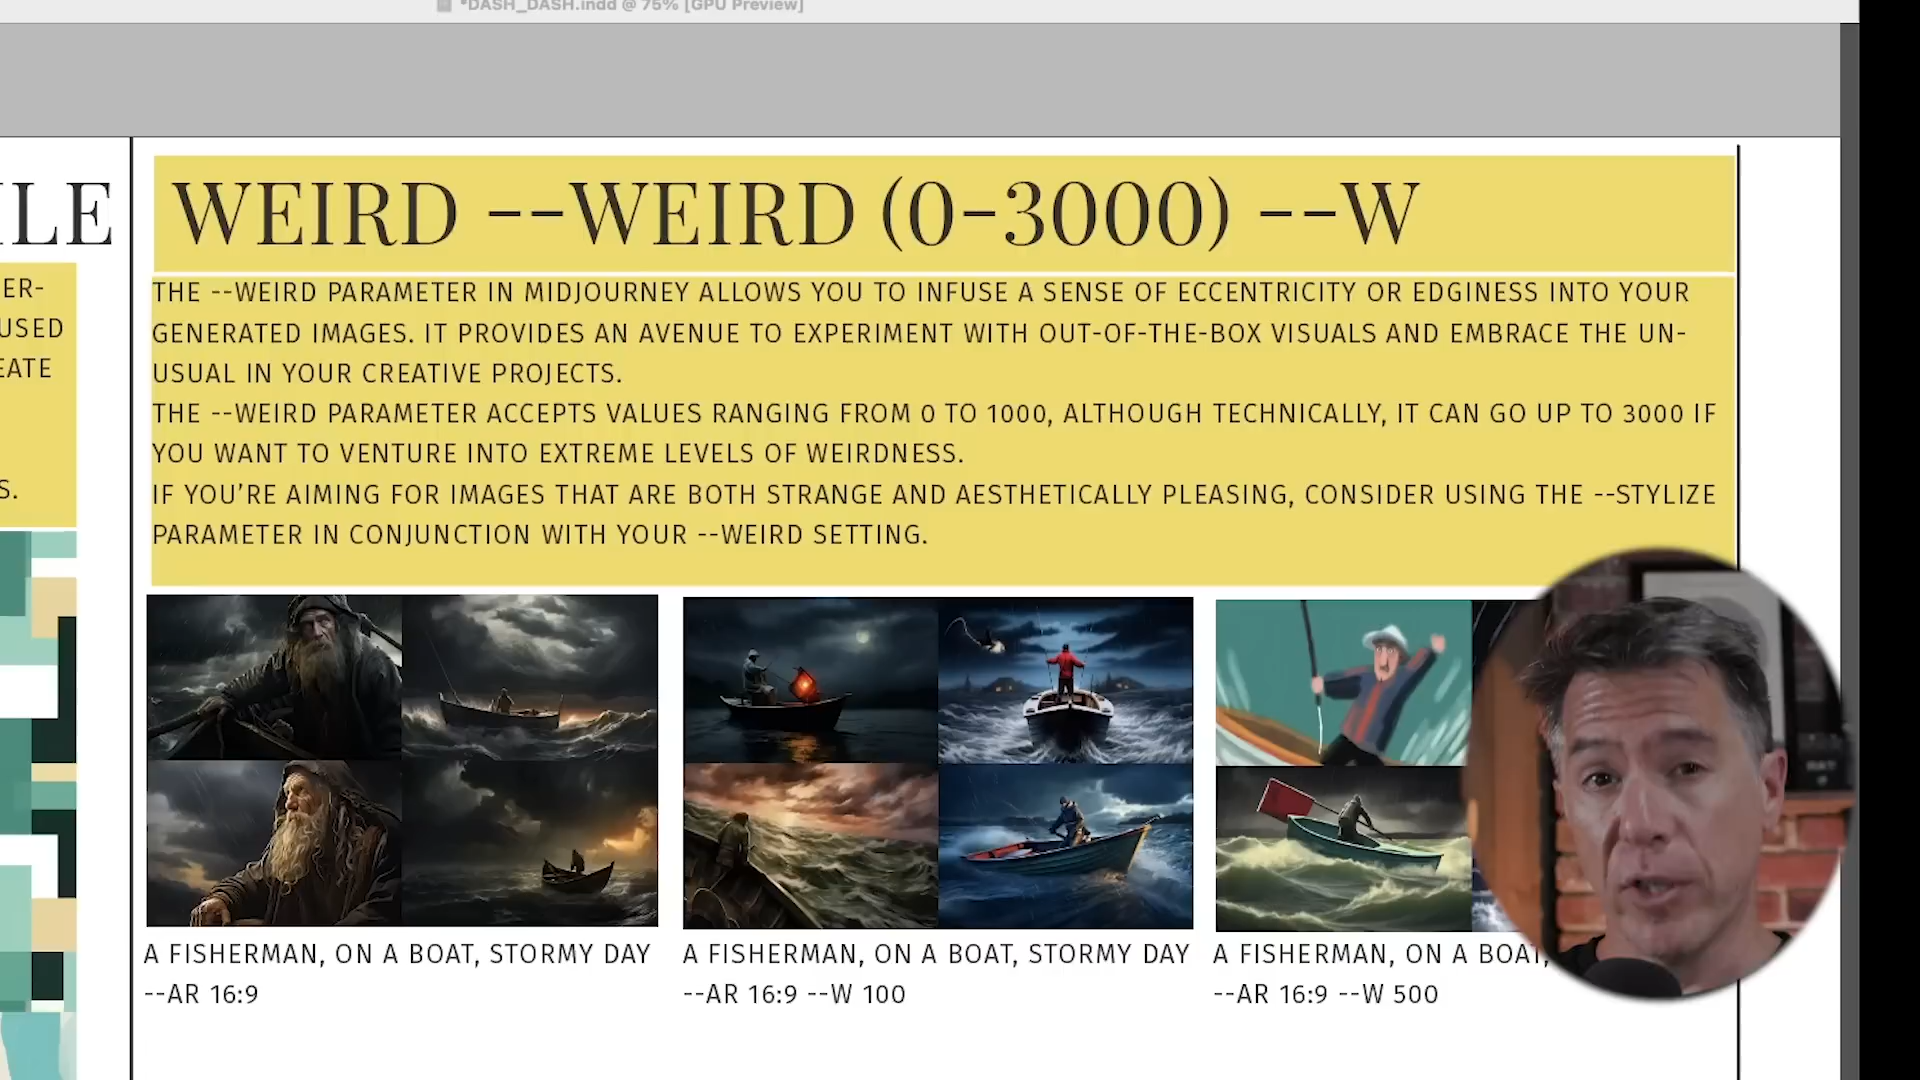 *DASH_DASH.indd @ 75% [GPU Preview]
ILE
ER-
USED
EATE
S.
WEIRD --WEIRD (0-3000) --W
THE --WEIRD PARAMETER IN MIDJOURNEY ALLOWS YOU TO INFUSE A SENSE OF ECCENTRICITY OR EDGINESS INTO YOUR
GENERATED IMAGES. IT PROVIDES AN AVENUE TO EXPERIMENT WITH OUT-OF-THE-BOX VISUALS AND EMBRACE THE UN-
USUAL IN YOUR CREATIVE PROJECTS.
THE --WEIRD PARAMETER ACCEPTS VALUES RANGING FROM 0 TO 1000, ALTHOUGH TECHNICALLY, IT CAN GO UP TO 3000 IF
YOU WANT TO VENTURE INTO EXTREME LEVELS OF WEIRDNESS.
IF YOU'RE AIMING FOR IMAGES THAT ARE BOTH STRANGE AND AESTHETICALLY PLEASING, CONSIDER USING THE --STYLIZE
PARAMETER IN CONJUNCTION WITH YOUR --WEIRD SETTING.
A FISHERMAN, ON A BOAT, STORMY DAY
--AR 16:9
A FISHERMAN, ON A BOAT, STORMY DAY
--AR 16:9 --W 100
A FISHERMAN, ON A BOAT,
--AR 16:9 --W 500